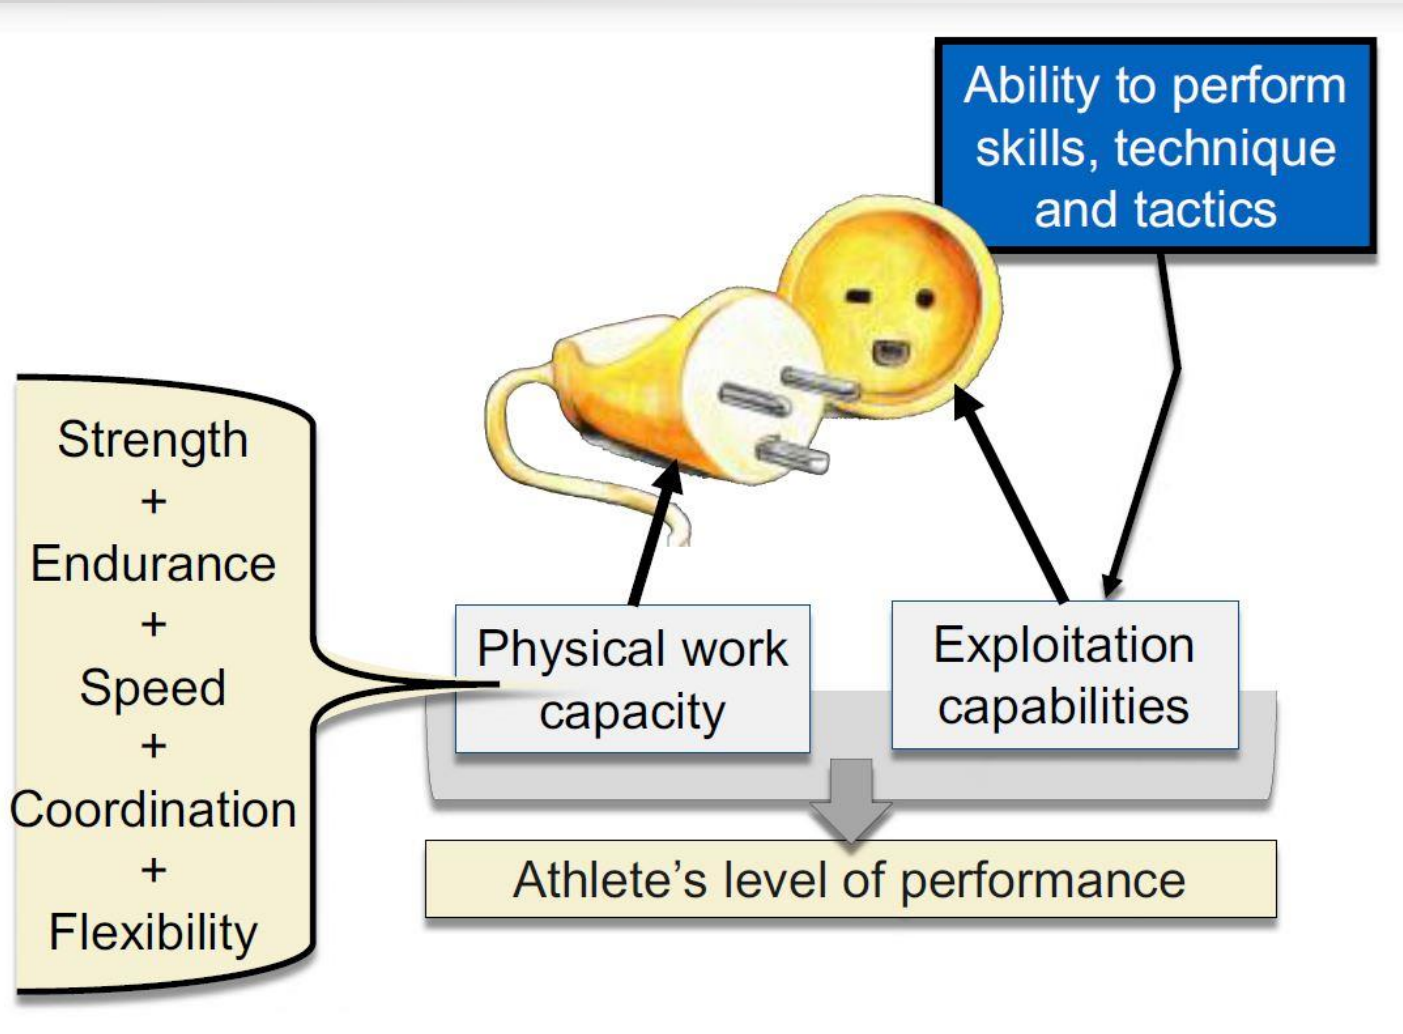 Ability to perform
skills, technique
and tactics
Strength
+
Endurance
+
Speed
+
Coordination
+
Flexibility
Physical work
capacity
Exploitation
capabilities
Athlete’s level of performance